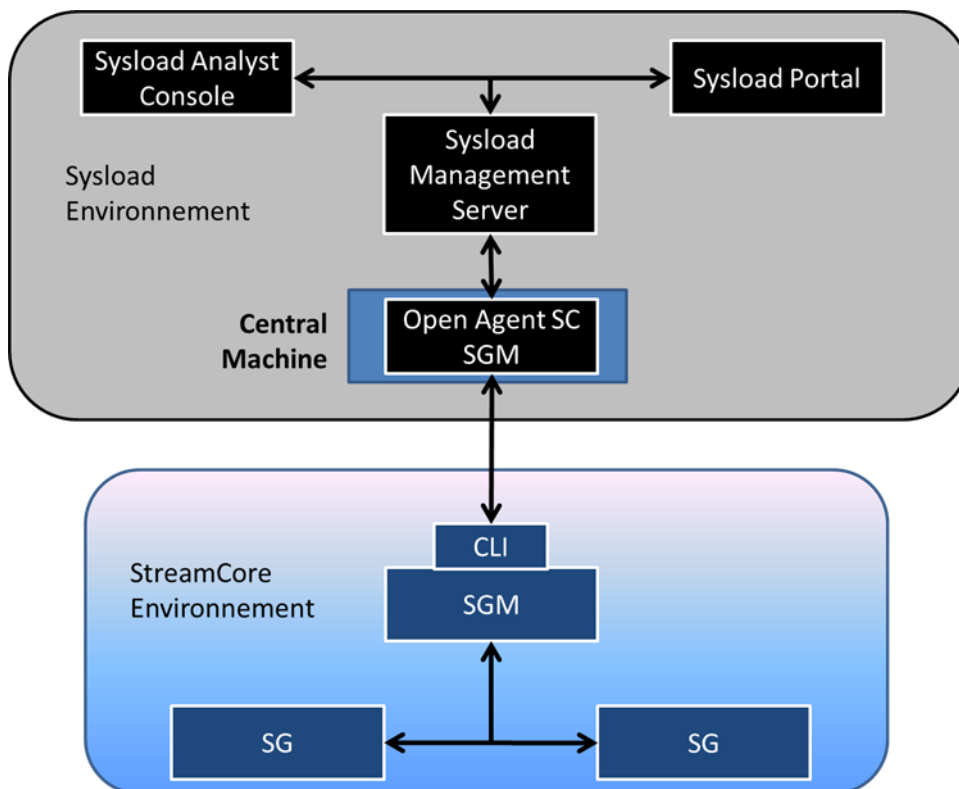 Sysload Analyst
Console
Sysload Portal
Sysload
Management
Server
Sysload
Environnement
Central
Machine
Open Agent SC
SGM
CLI
StreamCore
Environnement
SGM
SG
SG